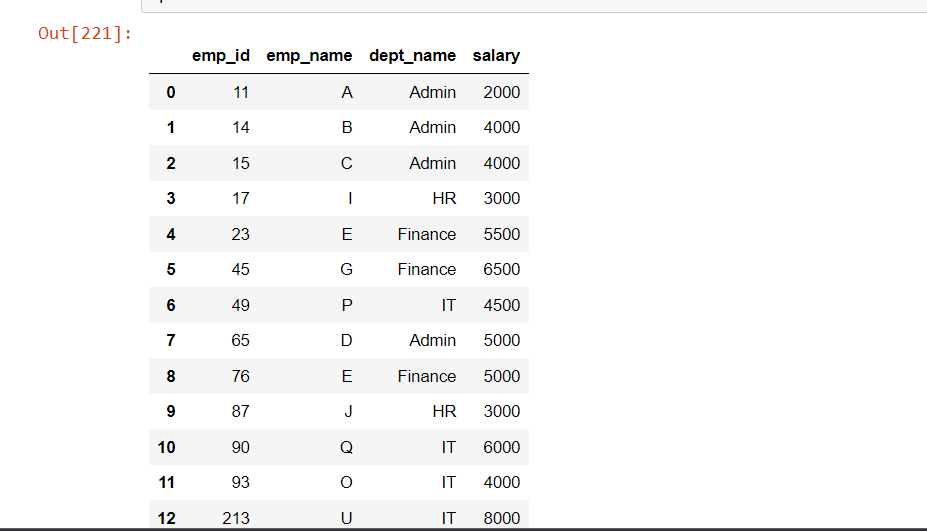 Out[221]:
emp_id emp_name dept_name salary
0 11 A Admin 2000
1 14 B Admin 4000
2 15 C Admin 4000
3 17 I HR 3000
4 23 E Finance 5500
5 45 G Finance 6500
6 49 P IT 4500
7 65 D Admin 5000
8 76 E Finance 5000
9 87 J HR 3000
10 90 Q IT 6000
11 93 O IT 4000
12 213 U IT 8000